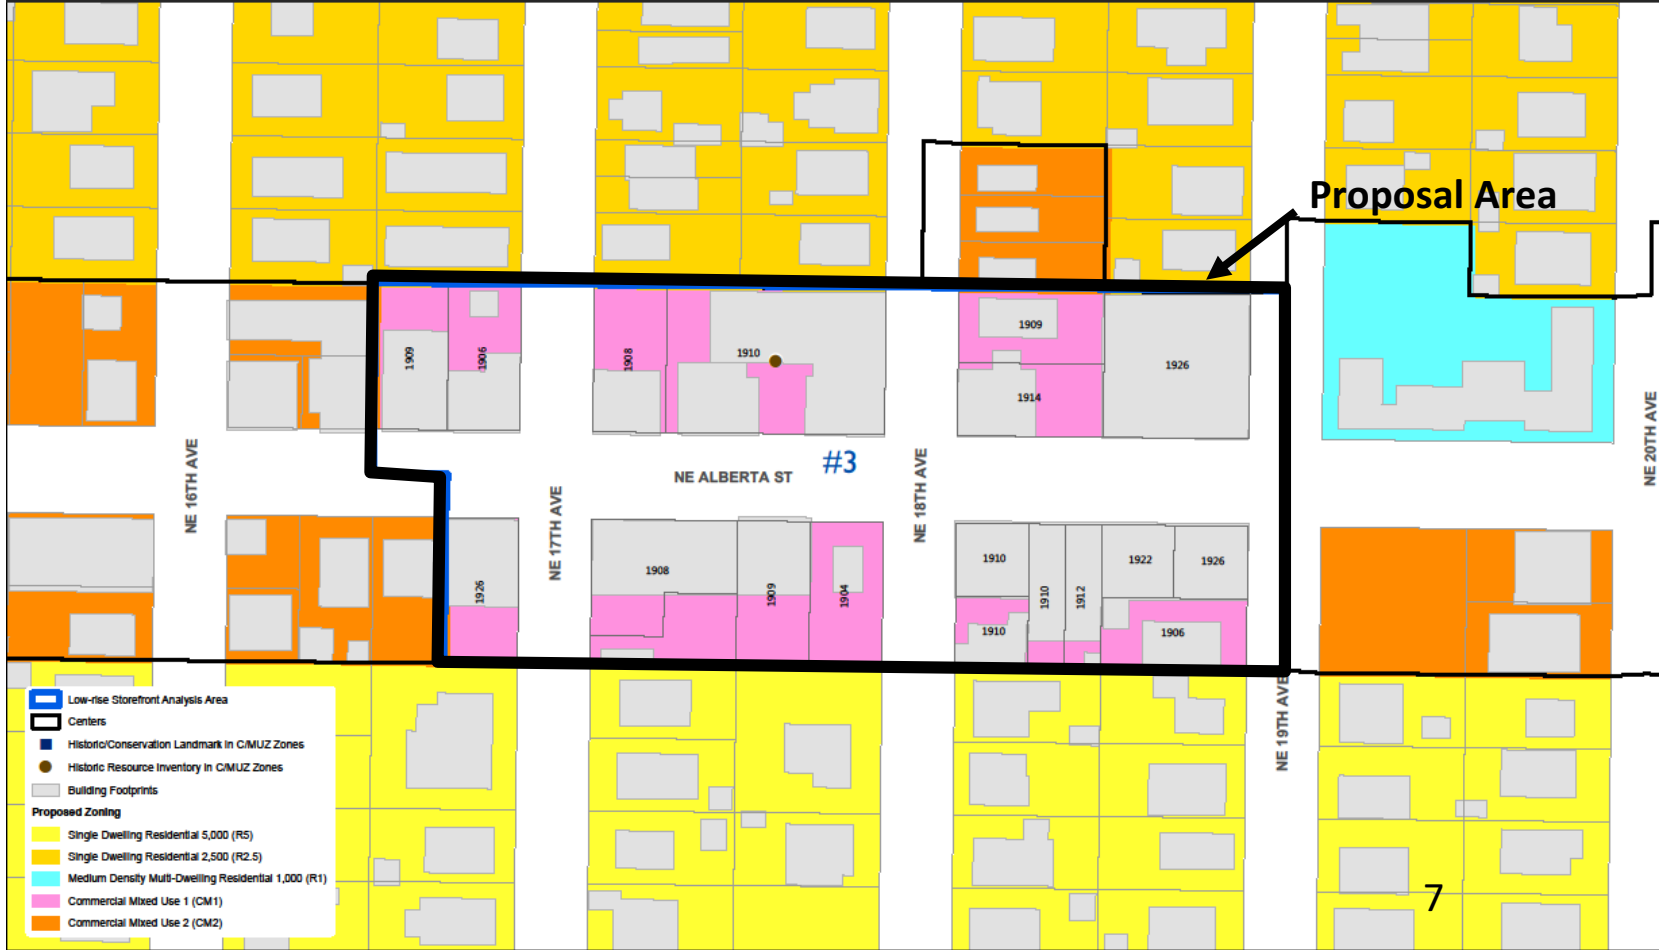 Proposal Area
1909
1906
1908
1910
1909
1914
1926
#3
NE ALBERTA ST
NE 16TH AVE
NE 17TH AVE
NE 18TH AVE
NE 19TH AVE
NE 20TH AVE
1926
1908
1909
1904
1910
1910
1912
1922
1926
1910
1906
Low-rise Storefront Analysis Area
Centers
Historic/Conservation Landmark in C/MUZ Zones
Historic Resource Inventory in C/MUZ Zones
Building Footprints
Proposed Zoning
Single Dwelling Residential 5,000 (R5)
Single Dwelling Residential 2,500 (R2.5)
Medium Density Multi-Dwelling Residential 1,000 (R1)
Commercial Mixed Use 1 (CM1)
Commercial Mixed Use 2 (CM2)
7